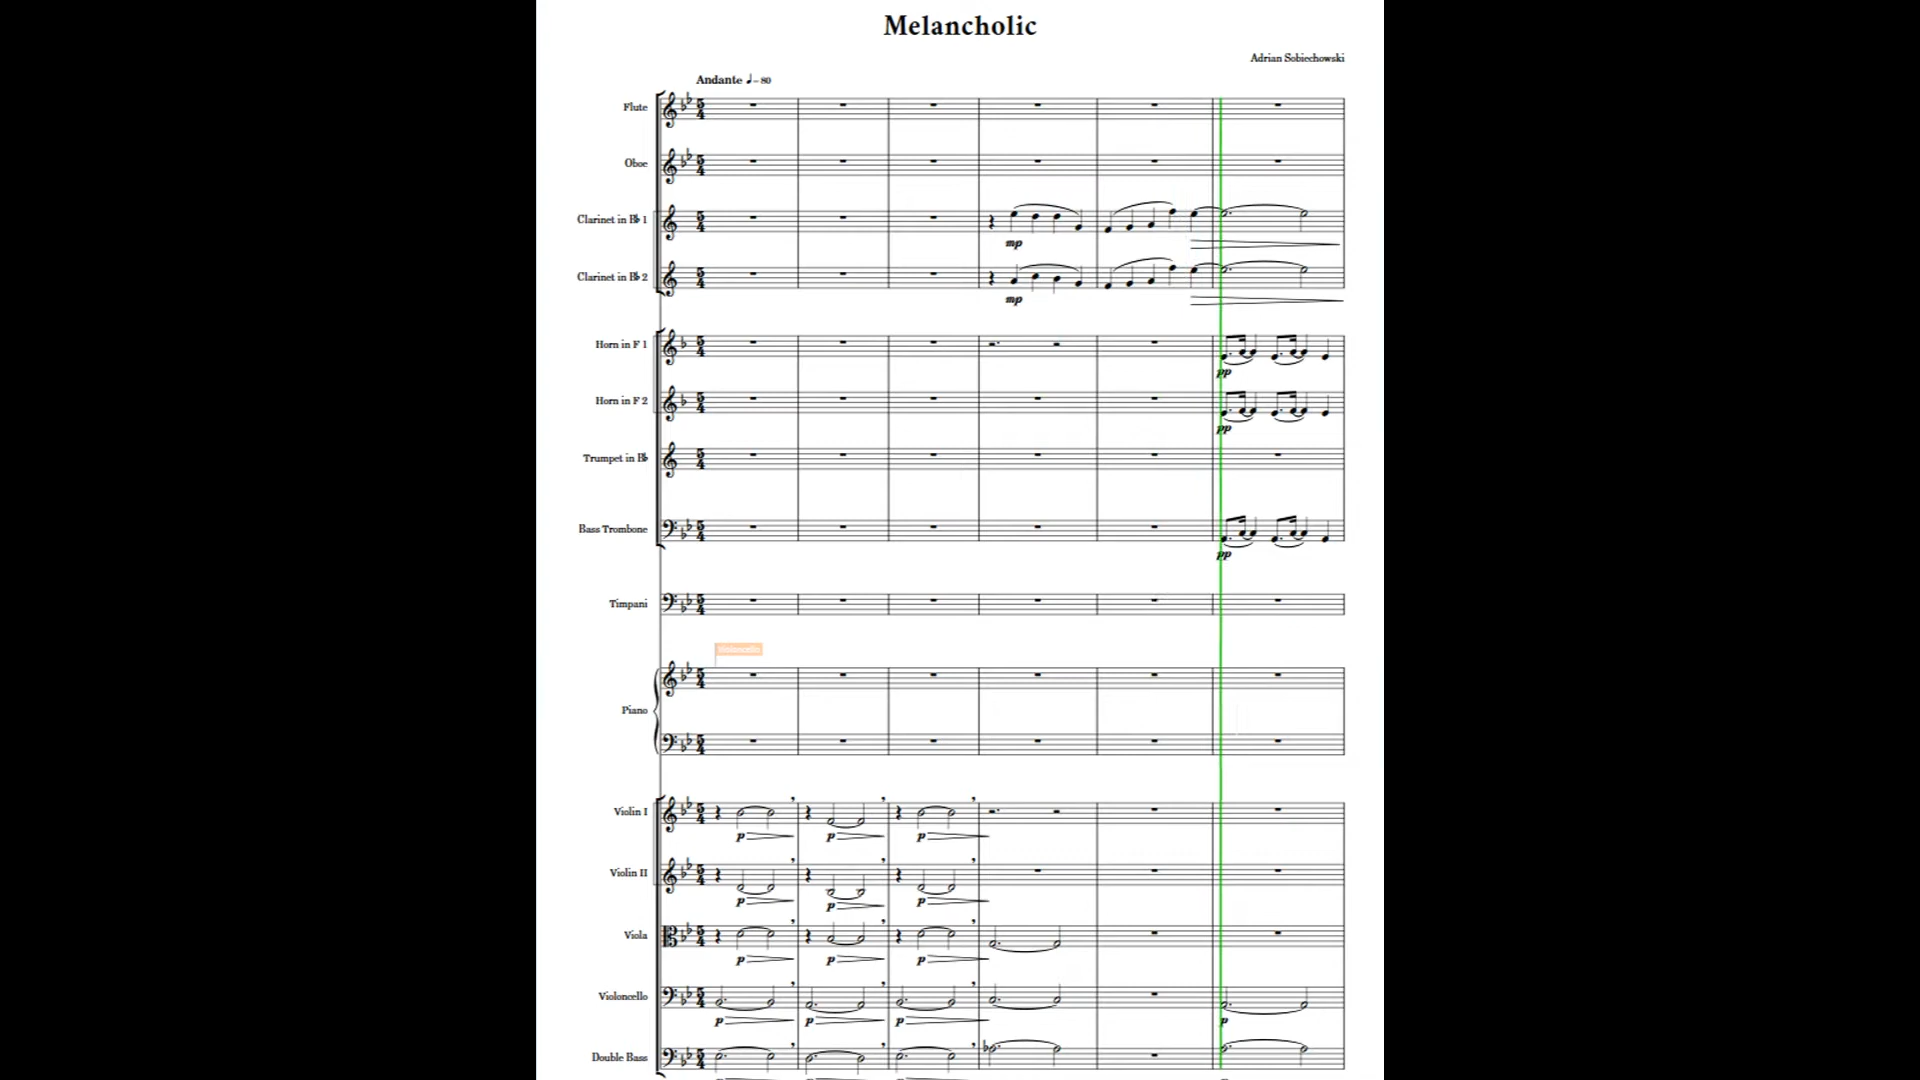 Melancholic
Adrian Sobiechowski
Andante ♩=80
Flute
Oboe
Clarinet in B♭ 1
mp
Clarinet in B♭ 2
mp
Horn in F 1
pp
Horn in F 2
pp
Trumpet in B♭
Bass Trombone
pp
Timpani
Violoncello
Piano
Violin I
p p p
Violin II
p p p
Viola
p p p
Violoncello
p p p p
Double Bass